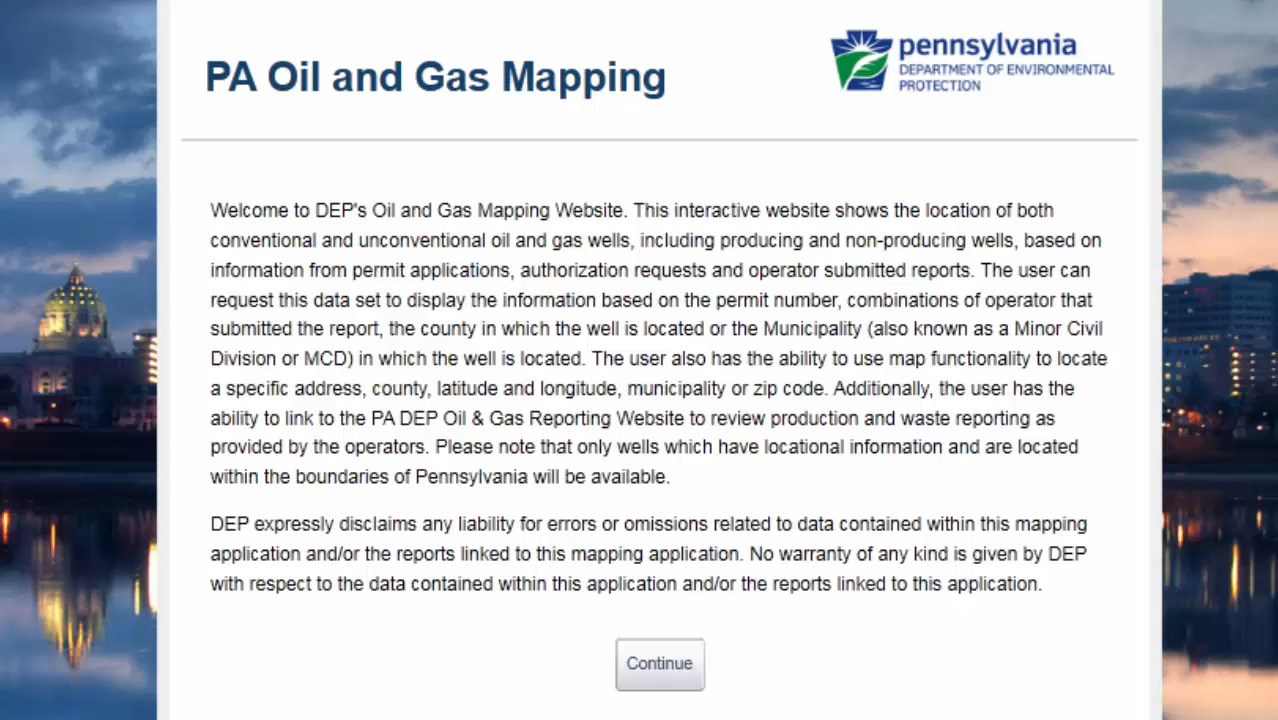 PA Oil and Gas Mapping
pennsylvania
DEPARTMENT OF ENVIRONMENTAL
PROTECTION
Welcome to DEP's Oil and Gas Mapping Website. This interactive website shows the location of both
conventional and unconventional oil and gas wells, including producing and non-producing wells, based on
information from permit applications, authorization requests and operator submitted reports. The user can
request this data set to display the information based on the permit number, combinations of operator that
submitted the report, the county in which the well is located or the Municipality (also known as a Minor Civil
Division or MCD) in which the well is located. The user also has the ability to use map functionality to locate
a specific address, county, latitude and longitude, municipality or zip code. Additionally, the user has the
ability to link to the PA DEP Oil & Gas Reporting Website to review production and waste reporting as
provided by the operators. Please note that only wells which have locational information and are located
within the boundaries of Pennsylvania will be available.
DEP expressly disclaims any liability for errors or omissions related to data contained within this mapping
application and/or the reports linked to this mapping application. No warranty of any kind is given by DEP
with respect to the data contained within this application and/or the reports linked to this application.
Continue